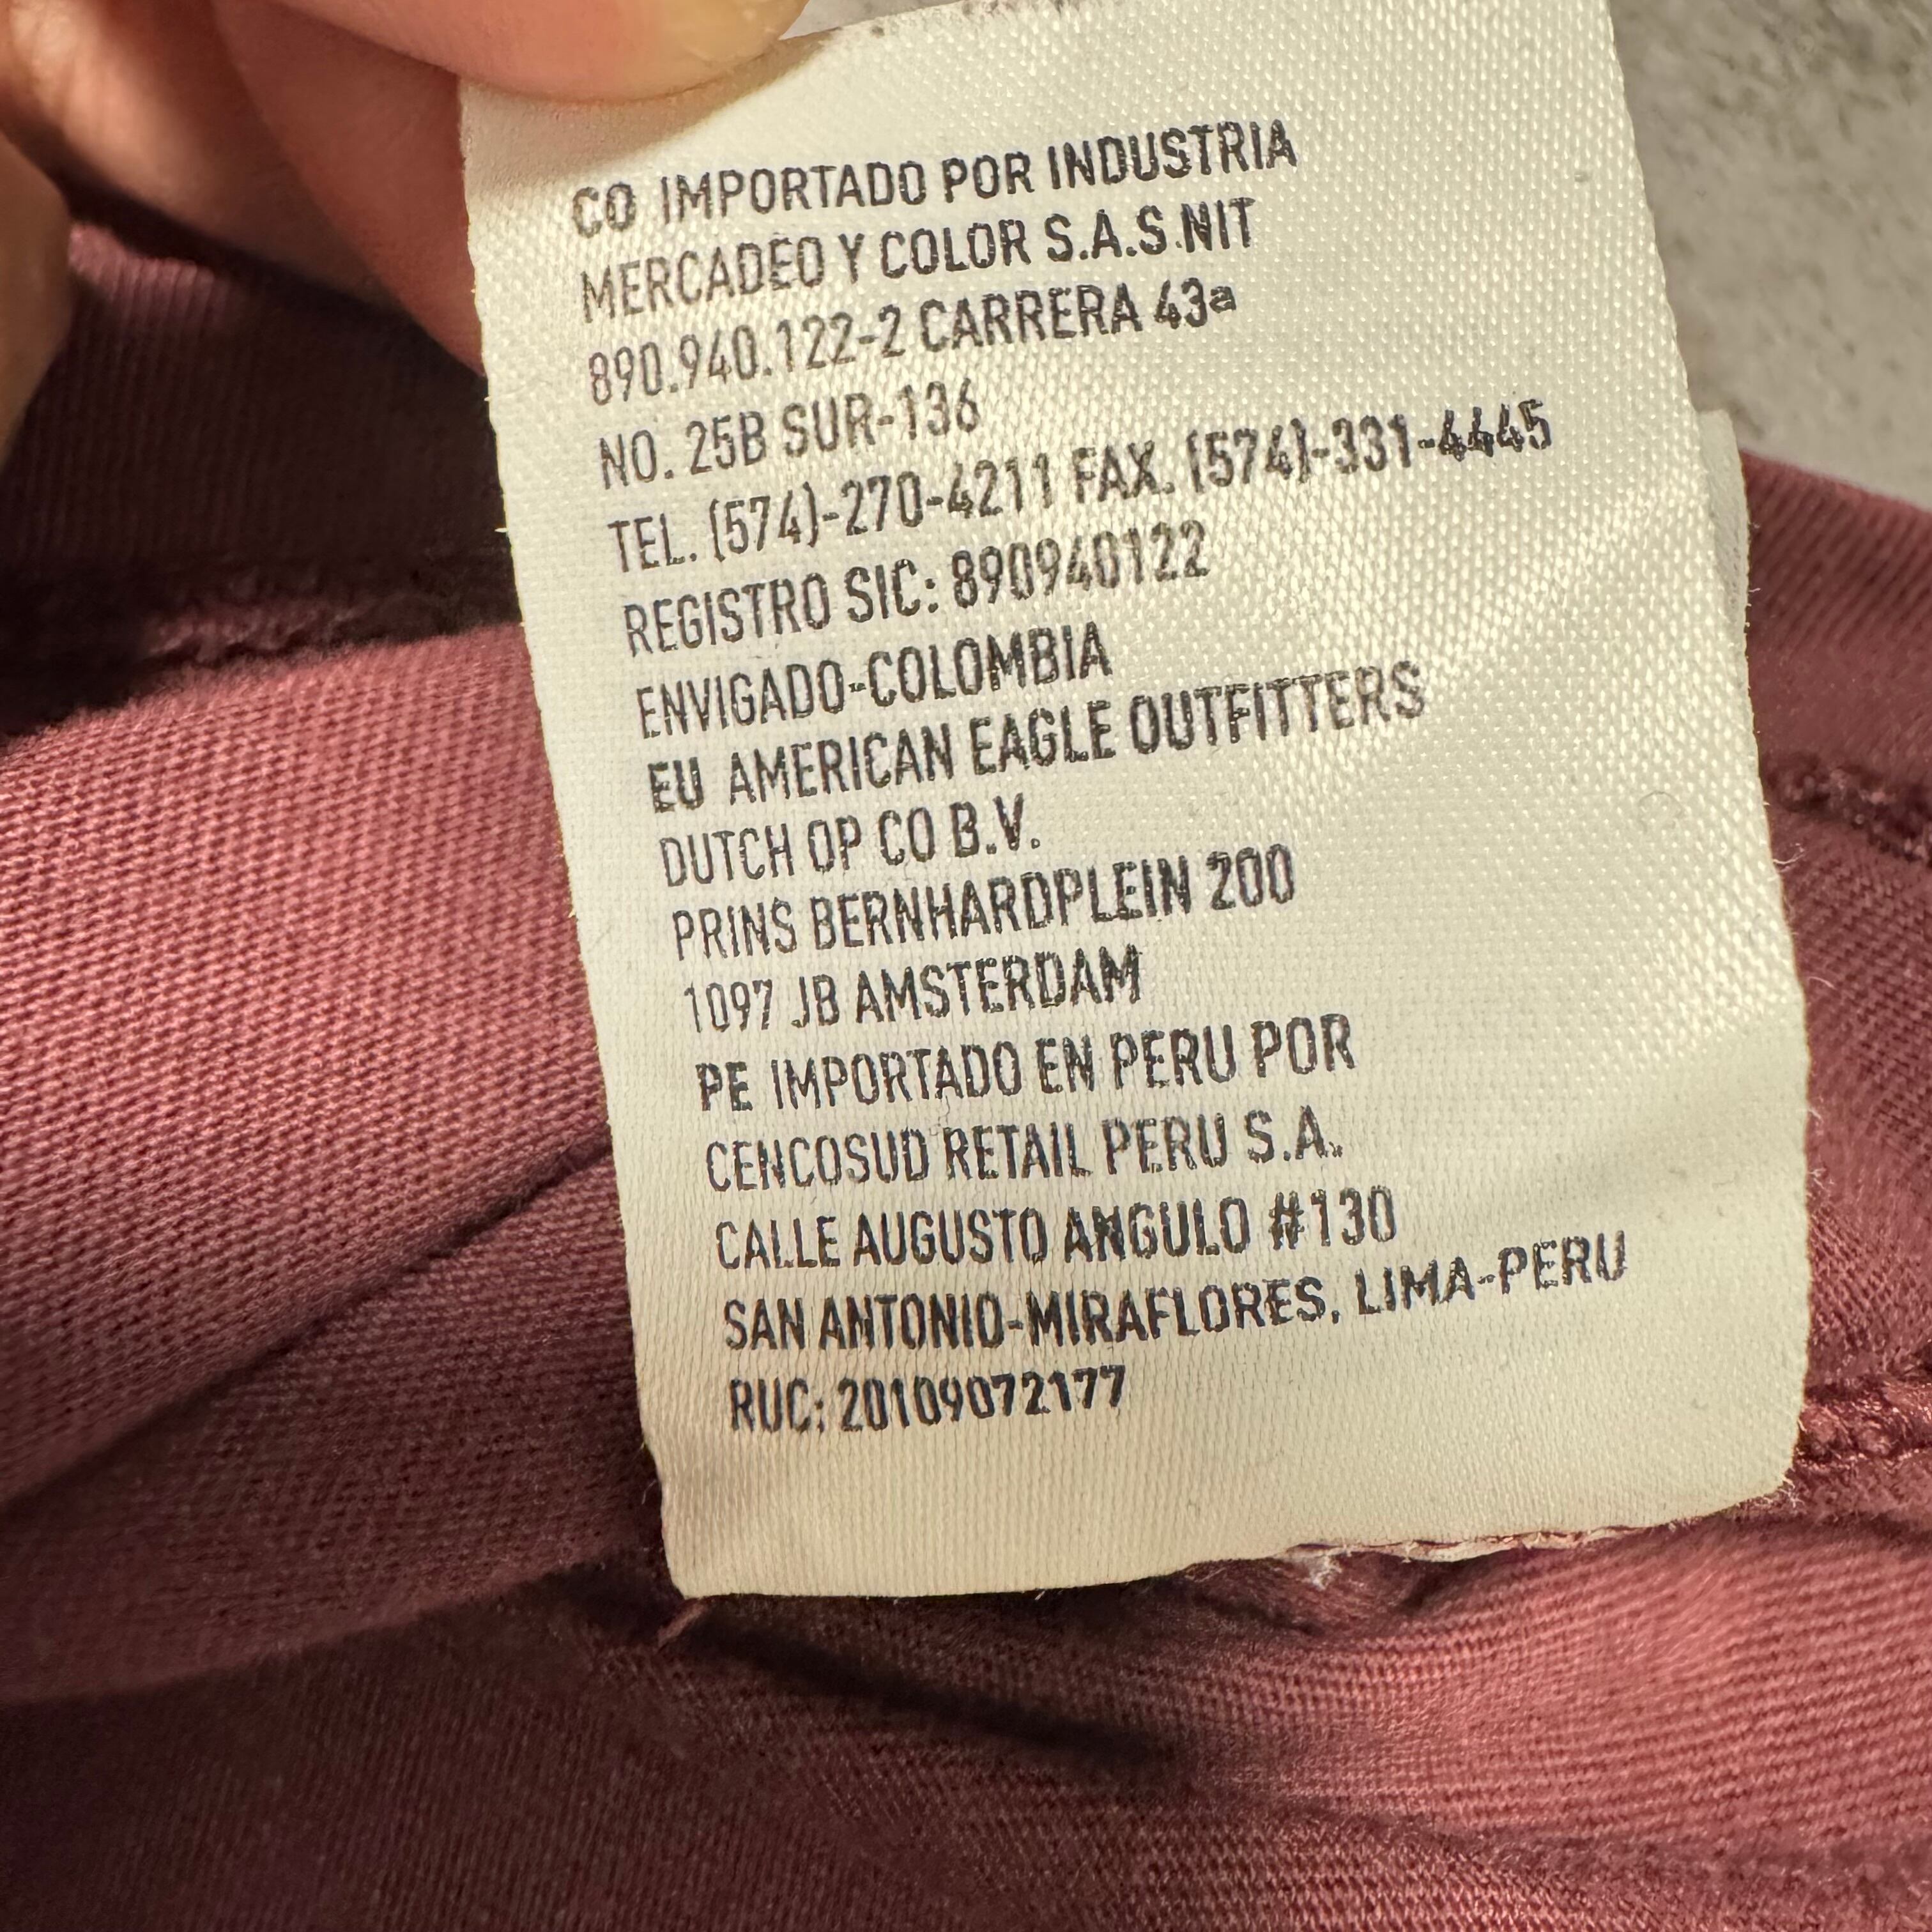 CO IMPORTADO POR INDUSTRIA
MERCADEO Y COLOR S.A.S NIT
890.940.122-2 CARRERA 43ª
NO. 25B SUR-136
TEL. (574)-270-4211 FAX. (574)-331-4445
REGISTRO SIC: 890940122
ENVIGADO-COLOMBIA
EU AMERICAN EAGLE OUTFITTERS
DUTCH OP CO B.V.
PRINS BERNHARDPLEIN 200
1097 JB AMSTERDAM
PE IMPORTADO EN PERU POR
CENCOSUD RETAIL PERU S.A.
CALLE AUGUSTO ANGULO #130
SAN ANTONIO-MIRAFLORES, LIMA-PERU
RUC: 20109072177